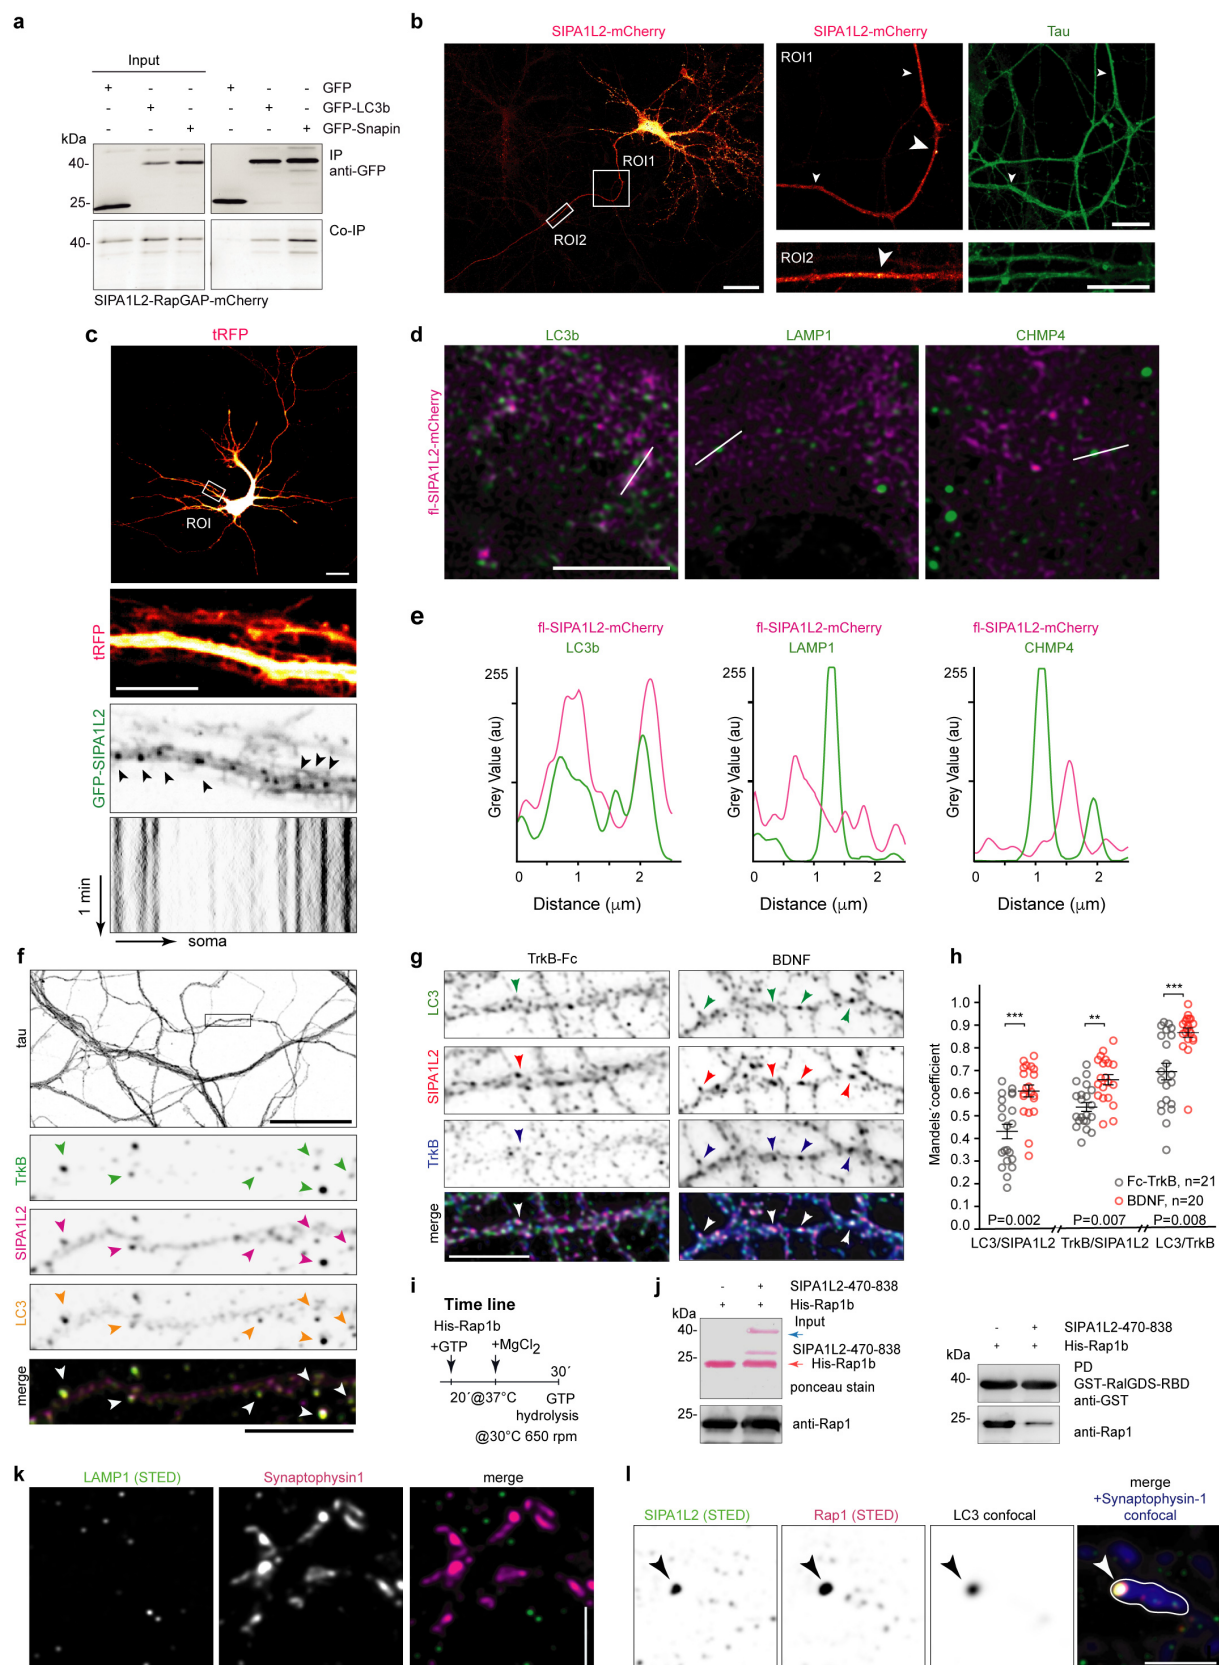 a
Input
+ - - + - - GFP
- + - - + - GFP-LC3b
- - + - - + GFP-Snapin
kDa
40-
25-
IP
anti-GFP
40-
Co-IP
SIPA1L2-RapGAP-mCherry
b
SIPA1L2-mCherry
SIPA1L2-mCherry
Tau
ROI1
ROI2
ROI1
ROI2
c
tRFP
ROI
tRFP
GFP-SIPA1L2
1 min
soma
d
LC3b
LAMP1
CHMP4
fl-SIPA1L2-mCherry
e
fl-SIPA1L2-mCherry
LC3b
255
Grey Value (au)
0 1 2
Distance (μm)
fl-SIPA1L2-mCherry
LAMP1
255
Grey Value (au)
0 1 2
Distance (μm)
fl-SIPA1L2-mCherry
CHMP4
255
Grey Value (au)
0 1 2
Distance (μm)
f
tau
TrkB
SIPA1L2
LC3
merge
g
TrkB-Fc
BDNF
LC3
SIPA1L2
TrkB
merge
h
Mandels´coefficient
1.0
0.9
0.8
0.7
0.6
0.5
0.4
0.3
0.2
0.1
0.0
***
**
***
Fc-TrkB, n=21
BDNF, n=20
P=0.002 P=0.007 P=0.008
LC3/SIPA1L2 TrkB/SIPA1L2 LC3/TrkB
i
Time line
His-Rap1b
+GTP +MgCl2
30´
20´@37°C GTP
hydrolysis
@30°C 650 rpm
j
- + SIPA1L2-470-838
+ + His-Rap1b
kDa
Input
40-
SIPA1L2-470-838
25-
His-Rap1b
ponceau stain
25-
anti-Rap1
- + SIPA1L2-470-838
+ + His-Rap1b
kDa
PD
40-
GST-RalGDS-RBD
anti-GST
25-
anti-Rap1
k
LAMP1 (STED)
Synaptophysin1
merge
l
SIPA1L2 (STED)
Rap1 (STED)
LC3 confocal
merge
+Synaptophysin-1
confocal